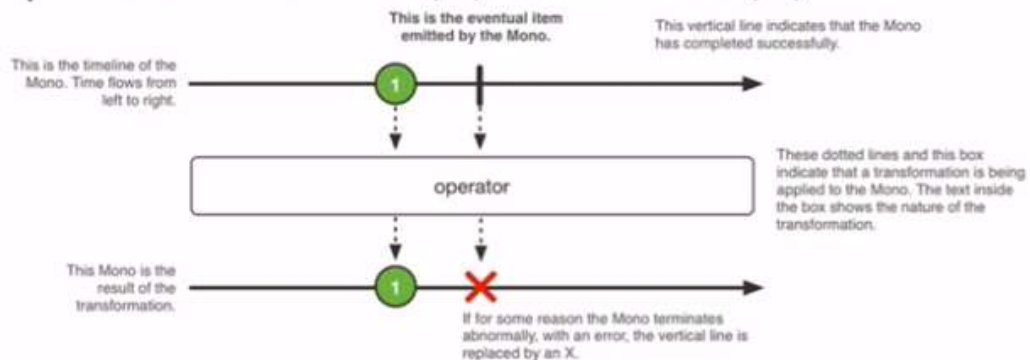 This is the eventual item
emitted by the Mono.
This vertical line indicates that the Mono
has completed successfully.
This is the timeline of the
Mono. Time flows from
left to right.
1
operator
These dotted lines and this box
indicate that a transformation is being
applied to the Mono. The text inside
the box shows the nature of the
transformation.
This Mono is the
result of the
transformation.
1
If for some reason the Mono terminates
abnormally, with an error, the vertical line is
replaced by an X.